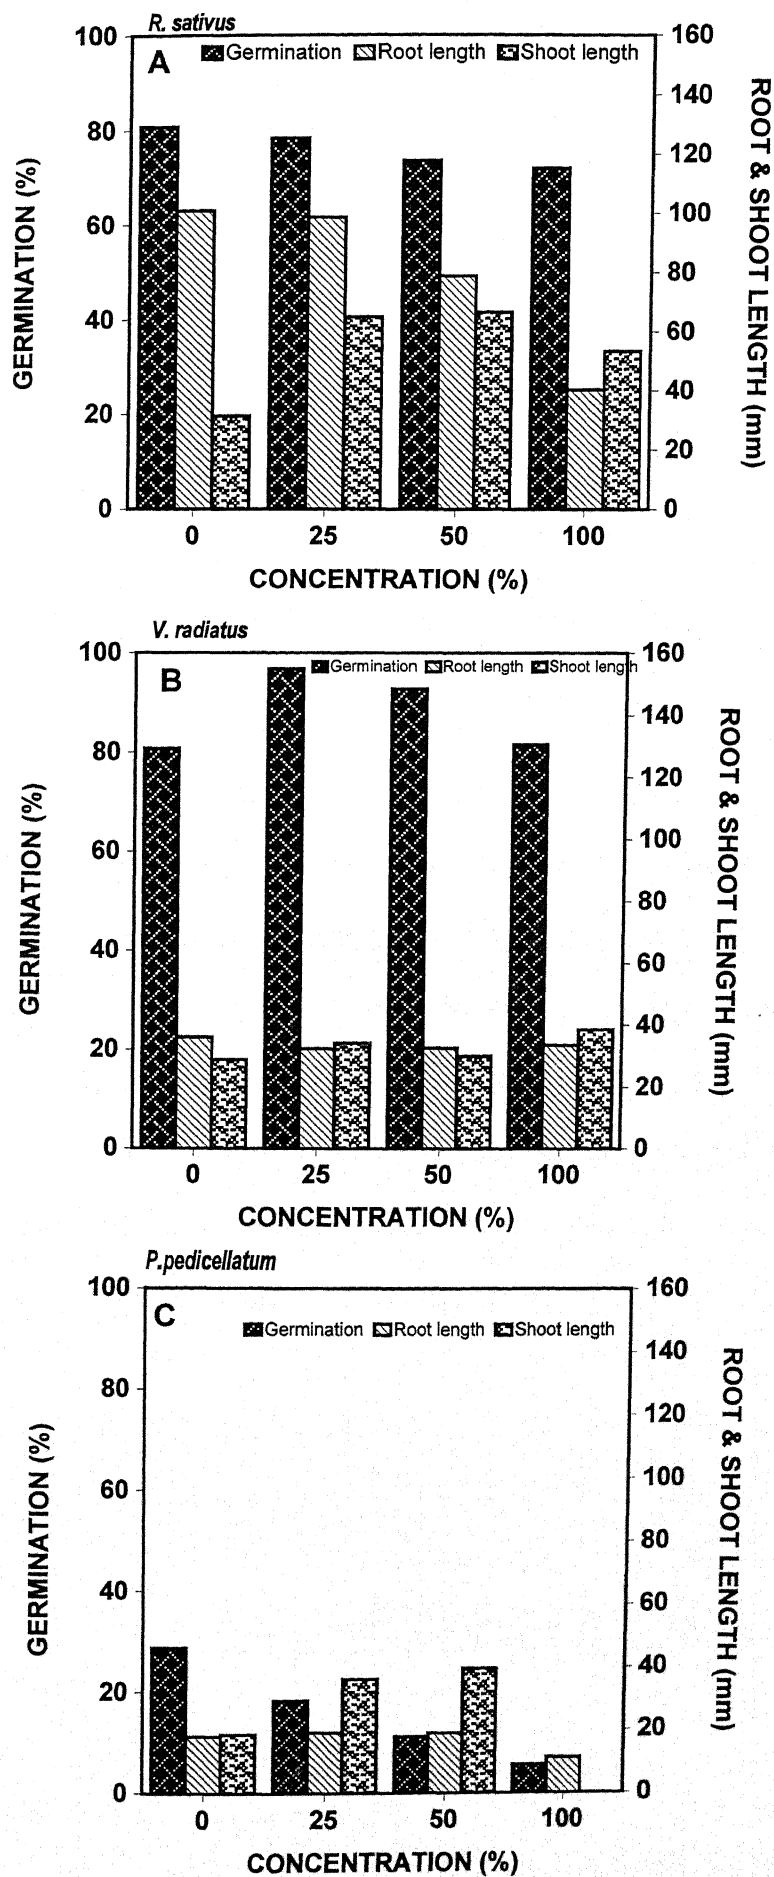 R. sativus
A
Germination Root length Shoot length
GERMINATION (%)
100
80
60
40
20
0
160
140
120
100
80
60
40
20
0
ROOT & SHOOT LENGTH (mm)
0 25 50 100
CONCENTRATION (%)
V. radiatus
B
Germination Root length Shoot length
GERMINATION (%)
100
80
60
40
20
0
160
140
120
100
80
60
40
20
0
ROOT & SHOOT LENGTH (mm)
0 25 50 100
CONCENTRATION (%)
P.pedicellatum
C
Germination Root length Shoot length
GERMINATION (%)
100
80
60
40
20
0
160
140
120
100
80
60
40
20
0
ROOT & SHOOT LENGTH (mm)
0 25 50 100
CONCENTRATION (%)